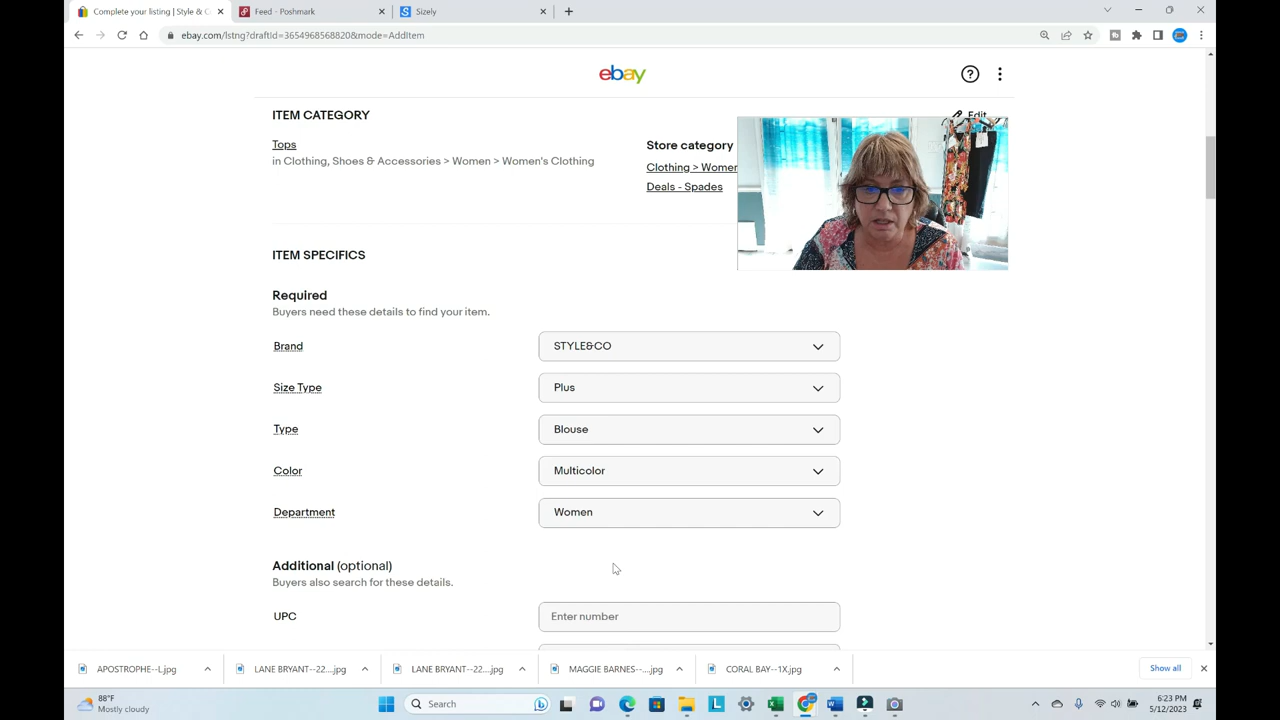 Complete your listing | Style & C
Feed - Poshmark
Sizely
ebay.com/lstng?draftId=3654968568820&mode=AddItem
ebay
ITEM CATEGORY
Edit
Tops
in Clothing, Shoes & Accessories > Women > Women's Clothing
Store category
Clothing > Women
Deals - Spades
ITEM SPECIFICS
Required
Buyers need these details to find your item.
Brand
STYLE&CO
Size Type
Plus
Type
Blouse
Color
Multicolor
Department
Women
Additional (optional)
Buyers also search for these details.
UPC
Enter number
APOSTROPHE--L.jpg
LANE BRYANT--22....jpg
LANE BRYANT--22....jpg
MAGGIE BARNES--....jpg
CORAL BAY--1X.jpg
Show all
88°F
Mostly cloudy
Search
6:23 PM
5/12/2023